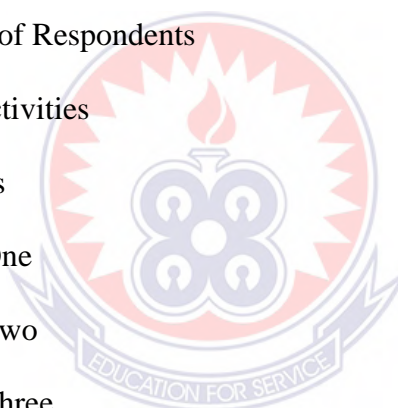 of Respondents
ctivities
s
One
wo
hree
EDUCATION FOR SERVICE